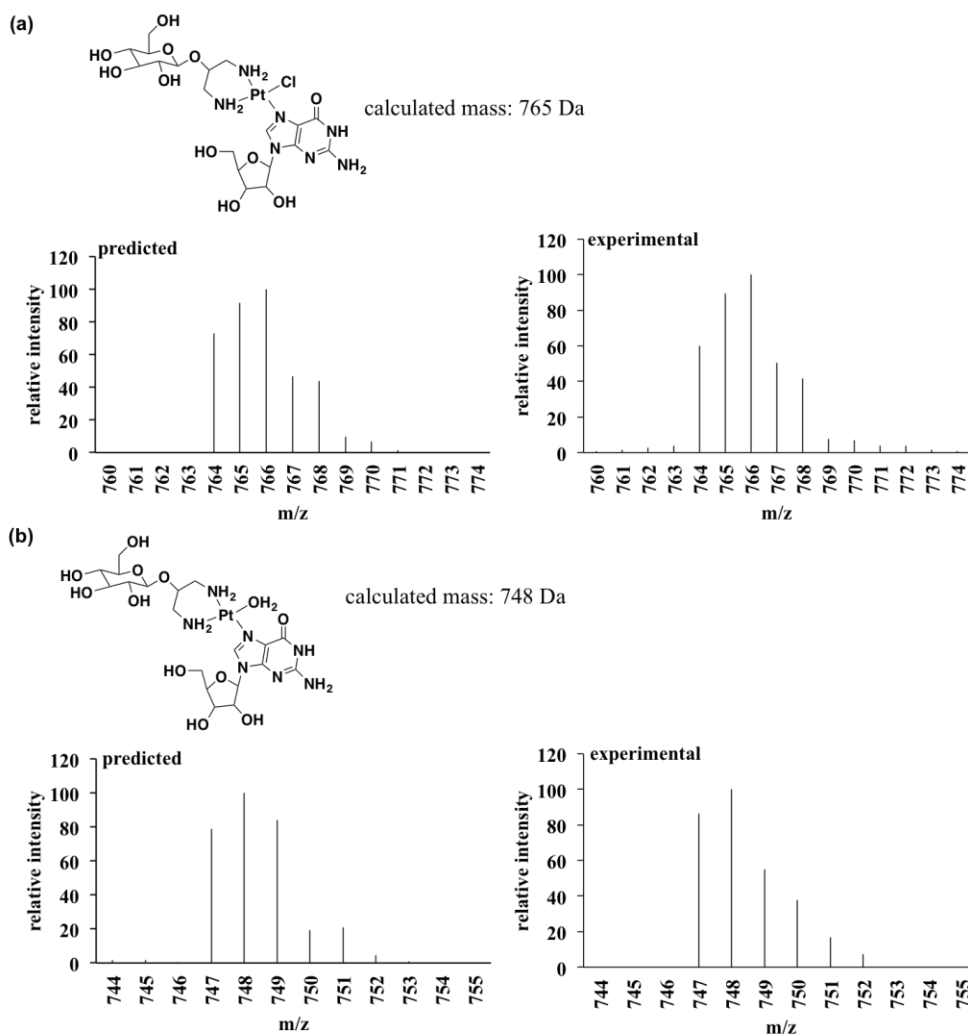 (a)
OH
HO
O
HO
O
NH2
HO
OH
Cl
Pt
NH2
O
calculated mass: 765 Da
N
NH
N
N
NH2
HO
O
HO
OH
predicted
experimental
relative intensity
120
100
80
60
40
20
0
760 761 762 763 764 765 766 767 768 769 770 771 772 773 774
m/z
relative intensity
120
100
80
60
40
20
0
760 761 762 763 764 765 766 767 768 769 770 771 772 773 774
m/z
(b)
OH
HO
O
HO
O
NH2
HO
OH
OH2
Pt
NH2
O
calculated mass: 748 Da
N
NH
N
N
NH2
HO
O
HO
OH
predicted
experimental
relative intensity
120
100
80
60
40
20
0
744 745 746 747 748 749 750 751 752 753 754 755
m/z
relative intensity
120
100
80
60
40
20
0
744 745 746 747 748 749 750 751 752 753 754 755
m/z